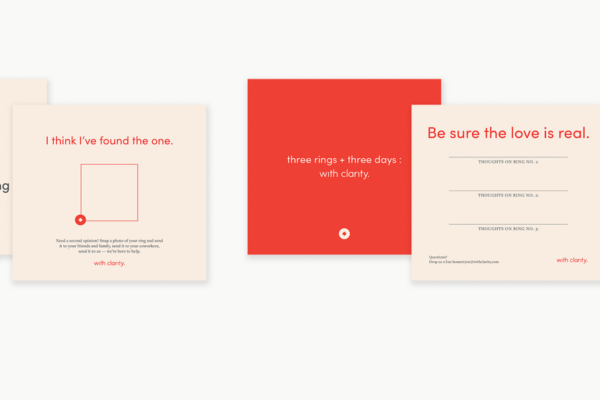 ng
I think I've found the one.
Need a second opinion? Snap a photo of your ring and send
it to your friends and family, send it to your coworkers,
send it to us — we're here to help.
with clarity.
three rings + three days :
with clarity.
Be sure the love is real.
THOUGHTS ON RING NO. 1.
THOUGHTS ON RING NO. 2.
THOUGHTS ON RING NO. 3.
Questions?
Drop us a line
with clarity.